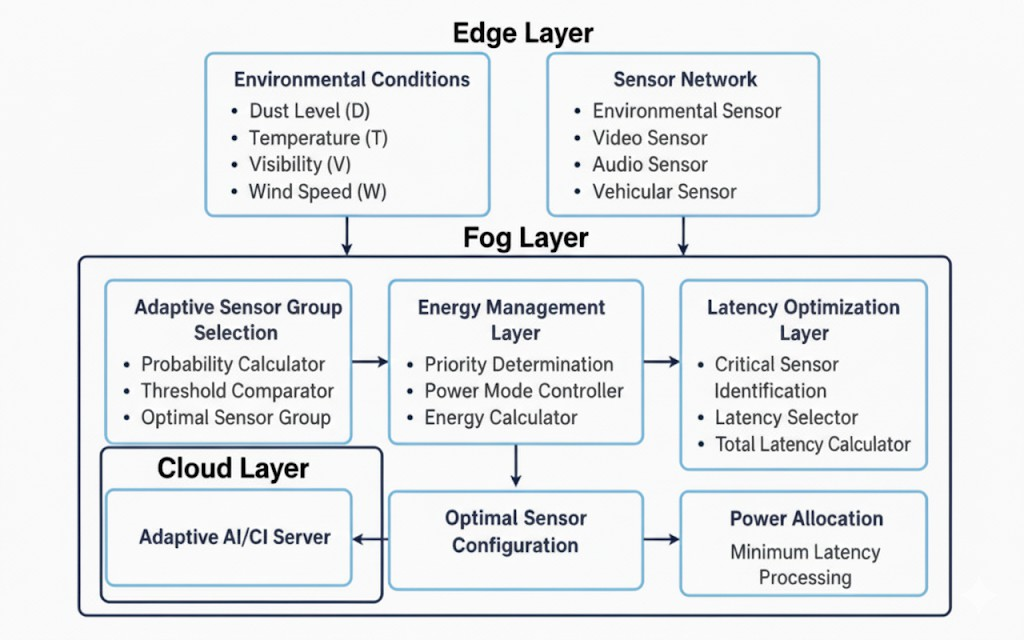 Edge Layer
Environmental Conditions
• Dust Level (D)
• Temperature (T)
• Visibility (V)
• Wind Speed (W)
Sensor Network
• Environmental Sensor
• Video Sensor
• Audio Sensor
• Vehicular Sensor
Fog Layer
Adaptive Sensor Group
Selection
• Probability Calculator
• Threshold Comparator
• Optimal Sensor Group
Energy Management
Layer
• Priority Determination
• Power Mode Controller
• Energy Calculator
Latency Optimization
Layer
• Critical Sensor
Identification
• Latency Selector
• Total Latency Calculator
Cloud Layer
Adaptive AI/CI Server
Optimal Sensor
Configuration
Power Allocation
Minimum Latency
Processing